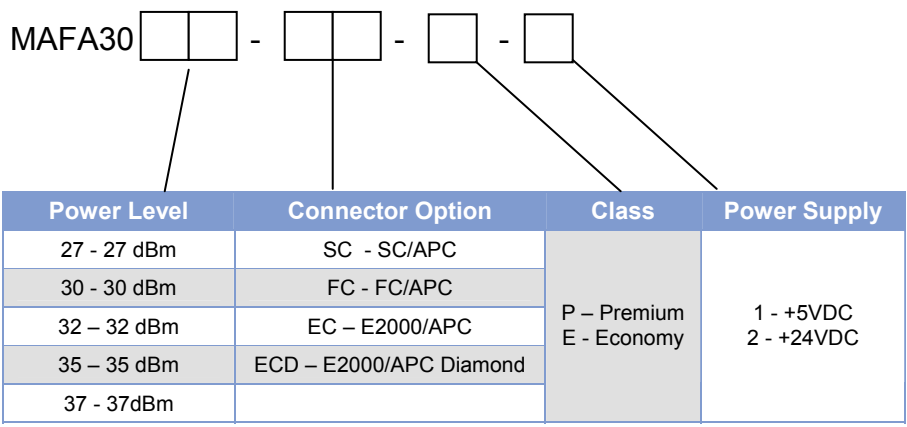 MAFA30 - - -
Power Level Connector Option Class Power Supply
27 - 27 dBm SC - SC/APC
30 - 30 dBm FC - FC/APC
P – Premium 1 - +5VDC
32 – 32 dBm EC – E2000/APC
E - Economy 2 - +24VDC
35 – 35 dBm ECD – E2000/APC Diamond
37 - 37dBm